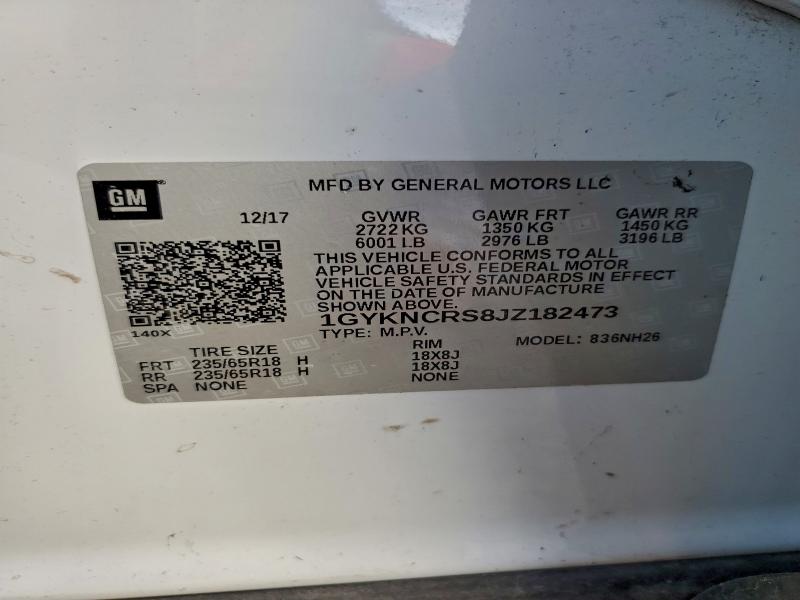 GM
MFD BY GENERAL MOTORS LLC
12/17 GVWR GAWR FRT GAWR RR
2722 KG 1350 KG 1450 KG
6001 LB 2976 LB 3196 LB
THIS VEHICLE CONFORMS TO ALL
APPLICABLE U.S. FEDERAL MOTOR
VEHICLE SAFETY STANDARDS IN EFFECT
ON THE DATE OF MANUFACTURE
SHOWN ABOVE.
1GYKNCRS8JZ182473
140X TYPE: M.P.V. MODEL: 836NH26
TIRE SIZE RIM
FRT 235/65R18 H 18X8J
RR 235/65R18 H 18X8J
SPA NONE NONE